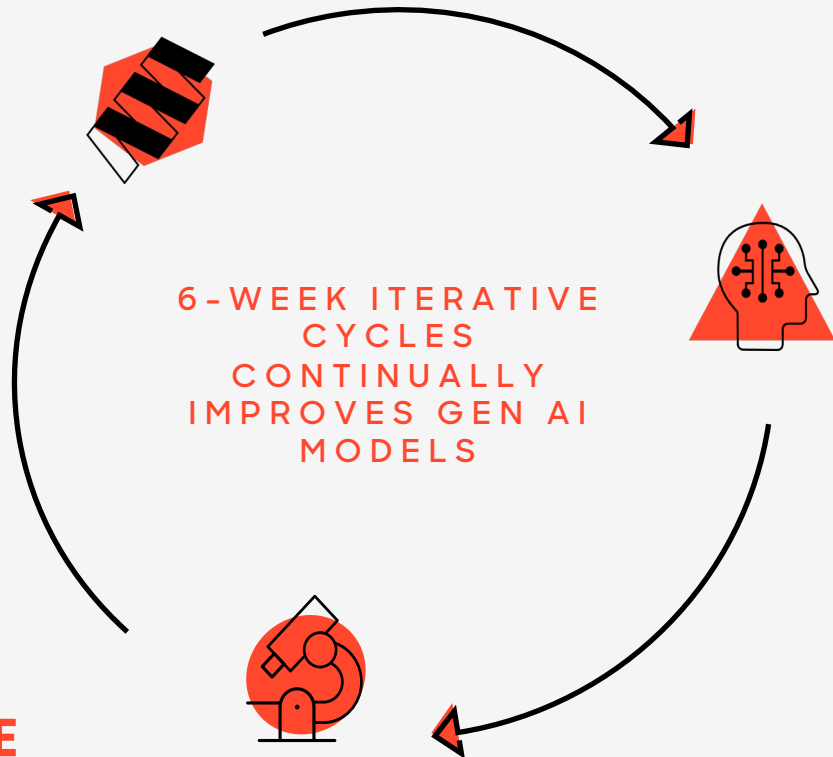 6-WEEK ITERATIVE
CYCLES
CONTINUALLY
IMPROVES GEN AI
MODELS
E